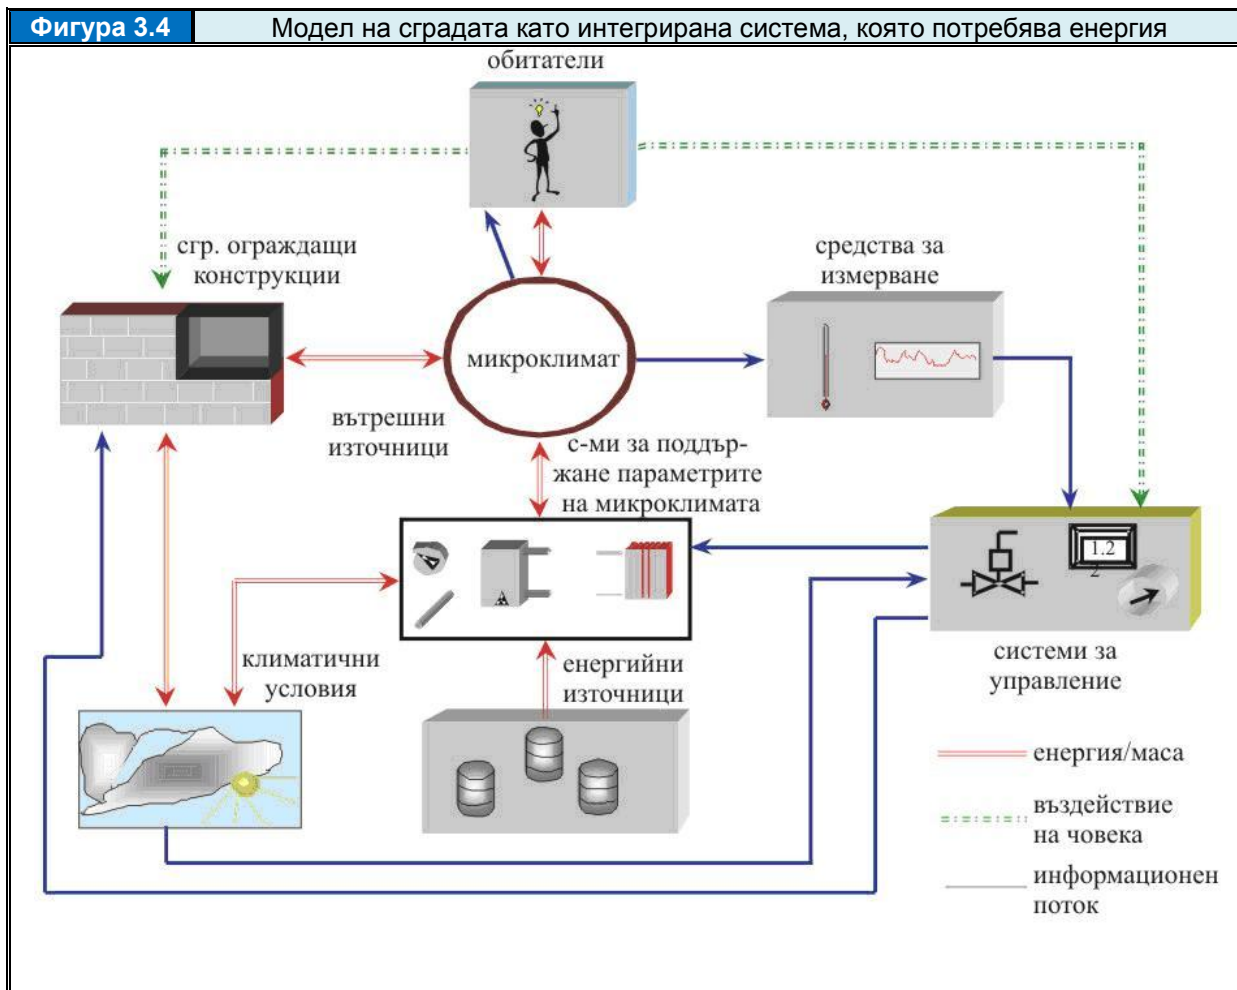 Фигура 3.4
Модел на сградата като интегрирана система, която потребява енергия
обитатели
сгр. ограждащи
конструкции
средства за
измерване
микроклимат
вътрешни
източници
с-ми за поддър-
жане параметрите
на микроклимата
1.2
2
климатични
условия
енергийни
източници
системи за
управление
енергия/маса
въздействие
на човека
информационен
поток